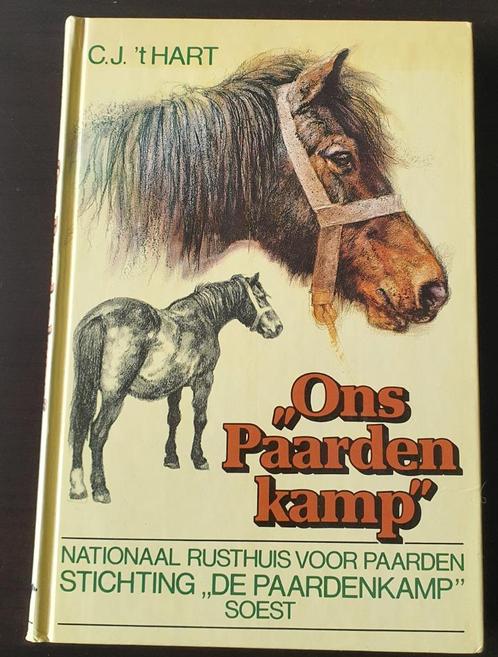 C.J. 't HART
„Ons
Paarden
kamp”
NATIONAAL RUSTHUIS VOOR PAARDEN
STICHTING „DE PAARDENKAMP”
SOEST